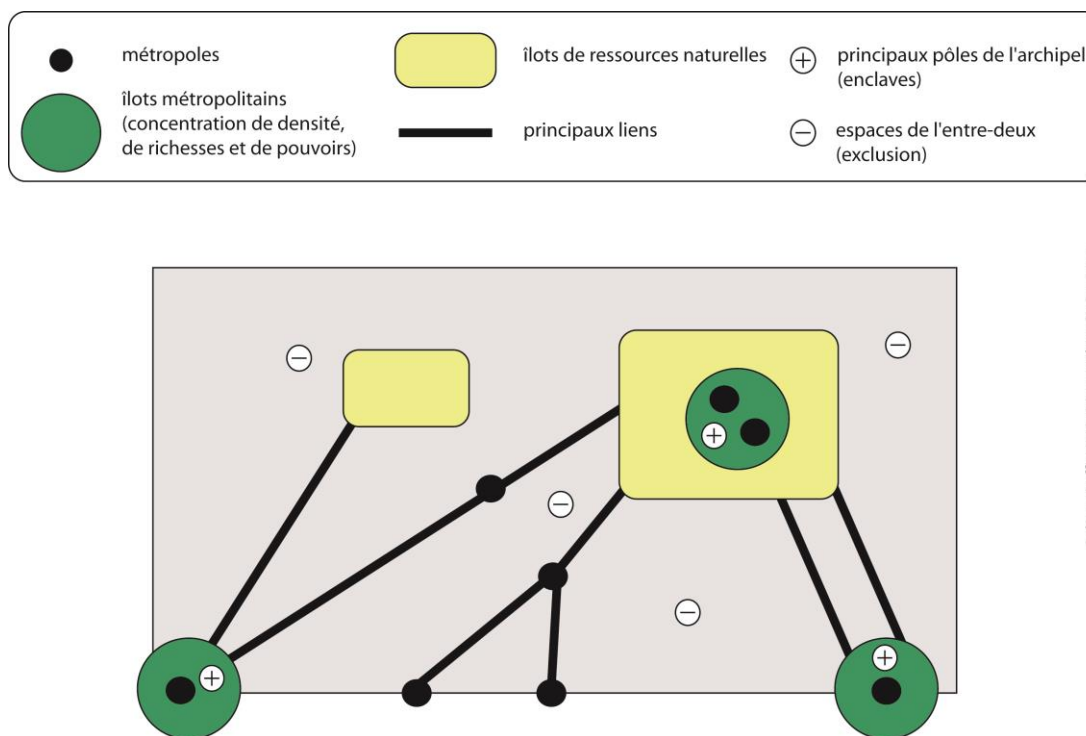 métropoles
îlots métropolitains
(concentration de densité,
de richesses et de pouvoirs)
îlots de ressources naturelles
principaux liens
principaux pôles de l'archipel
(enclaves)
espaces de l'entre-deux
(exclusion)